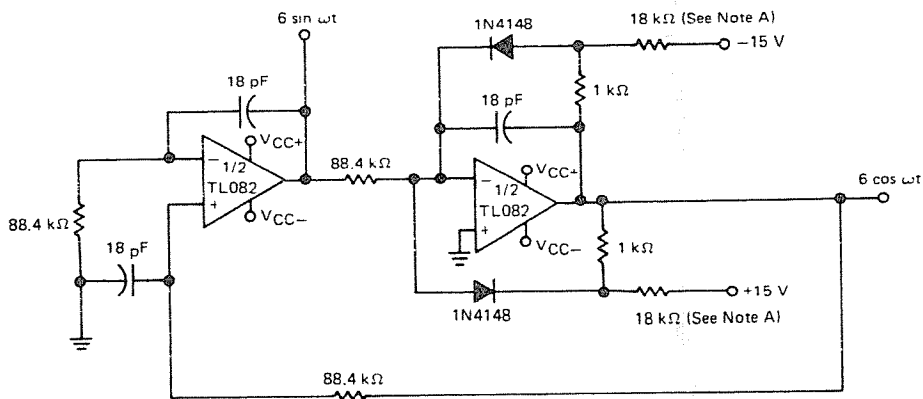 6 sin ωt
1N4148
18 kΩ (See Note A)
−15 V
18 pF
18 pF
1 kΩ
VCC+
−
1/2
TL082
+
VCC−
88.4 kΩ
VCC+
−
1/2
TL082
+
VCC−
6 cos ωt
88.4 kΩ
18 pF
1 kΩ
+15 V
1N4148
18 kΩ (See Note A)
88.4 kΩ